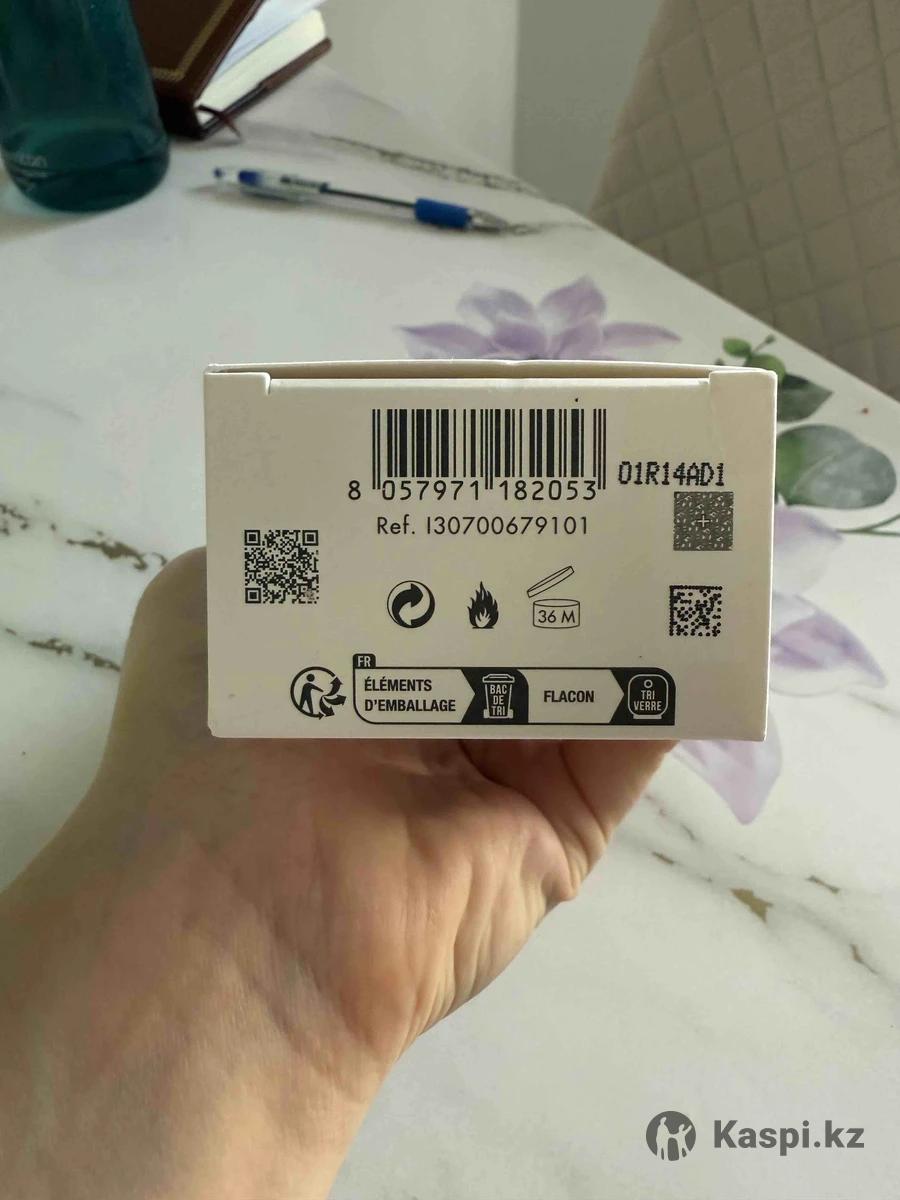 8 057971 182053
01R14AD1
Ref. I30700679101
36 M
FR
ÉLÉMENTS
D'EMBALLAGE
BAC
DE
TRI
FLACON
TRI
VERRE
Kaspi.kz